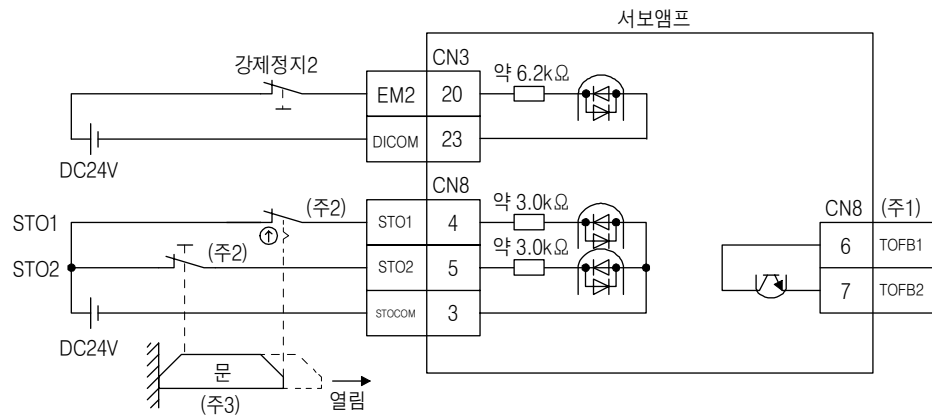 서보앰프
CN3
강제정지2
EM2 20 약 6.2kΩ
DICOM 23
DC24V
CN8
STO1 (주2) STO1 4 약 3.0kΩ
CN8 (주1)
STO2 (주2) STO2 5 약 3.0kΩ
6 TOFB1
7 TOFB2
STOCOM 3
DC24V
문
(주3) 열림